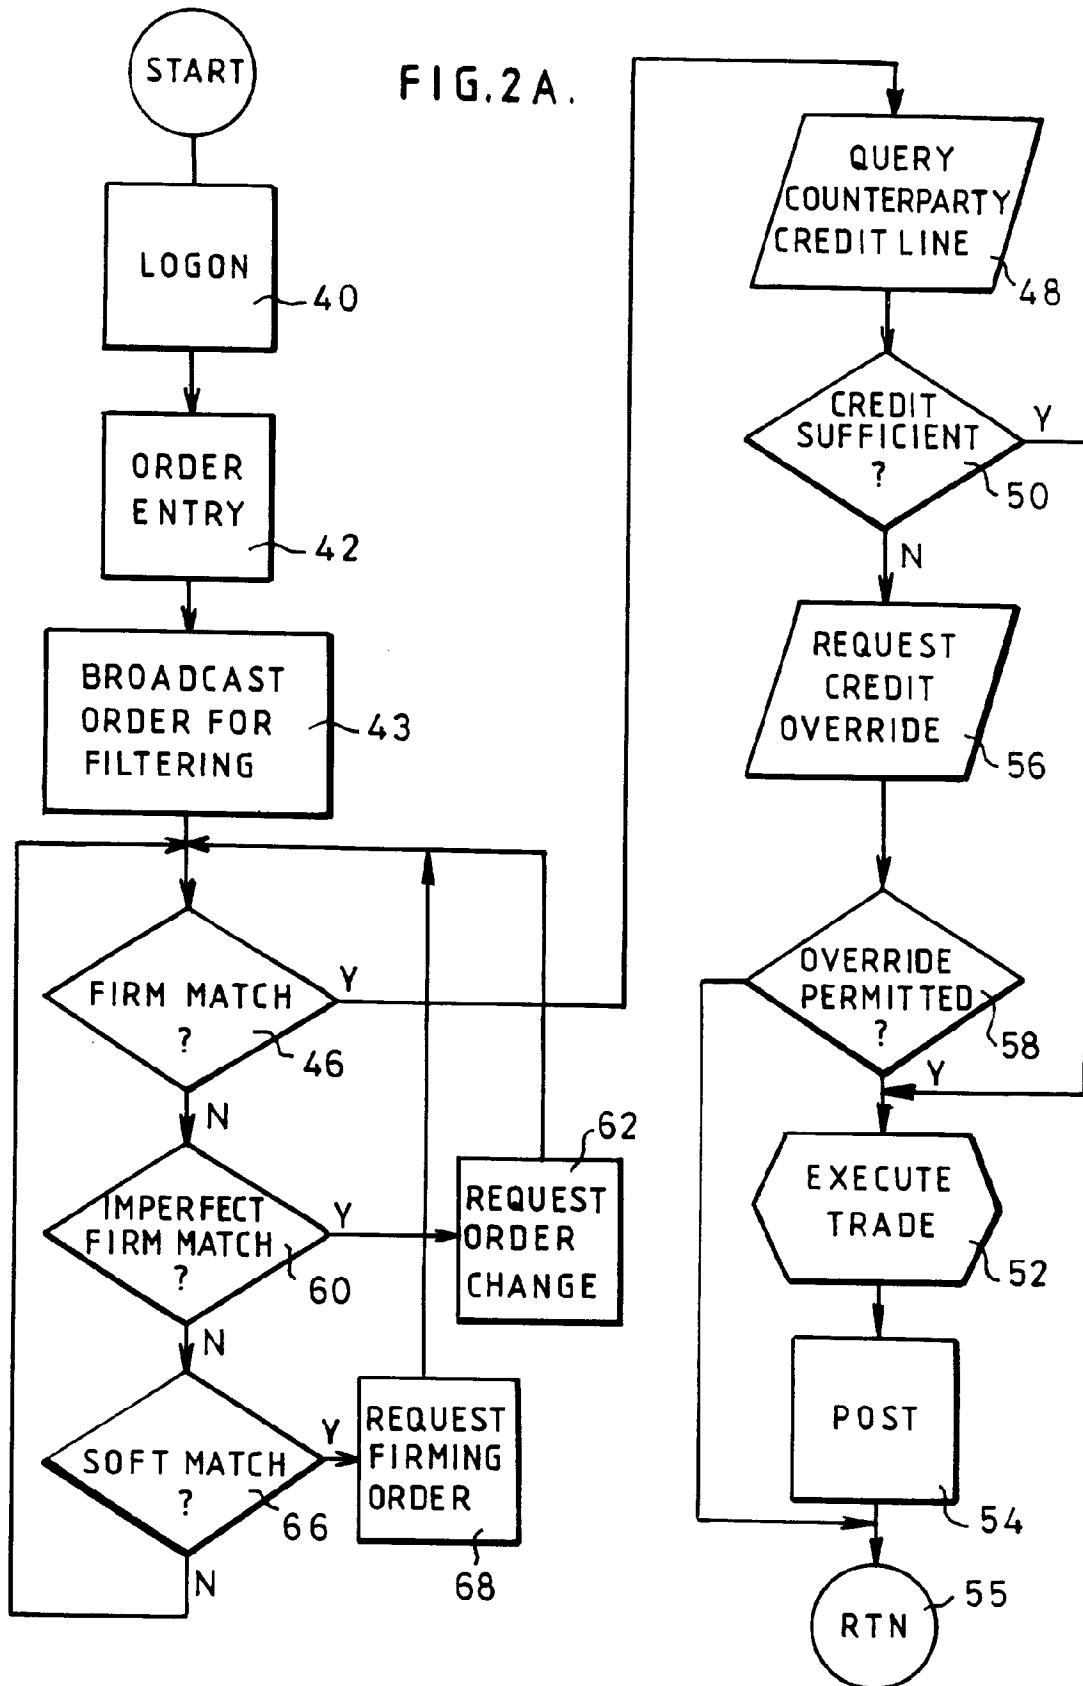 START
FIG.2A.
LOGON
40
ORDER
ENTRY
42
BROADCAST
ORDER FOR
FILTERING
43
FIRM MATCH
?
46
Y
N
IMPERFECT
FIRM MATCH
?
60
Y
N
62
REQUEST
ORDER
CHANGE
SOFT MATCH
?
66
Y
N
REQUEST
FIRMING
ORDER
68
QUERY
COUNTERPARTY
CREDIT LINE
48
CREDIT
SUFFICIENT
?
50
Y
N
REQUEST
CREDIT
OVERRIDE
56
OVERRIDE
PERMITTED
?
58
Y
EXECUTE
TRADE
52
POST
54
RTN
55